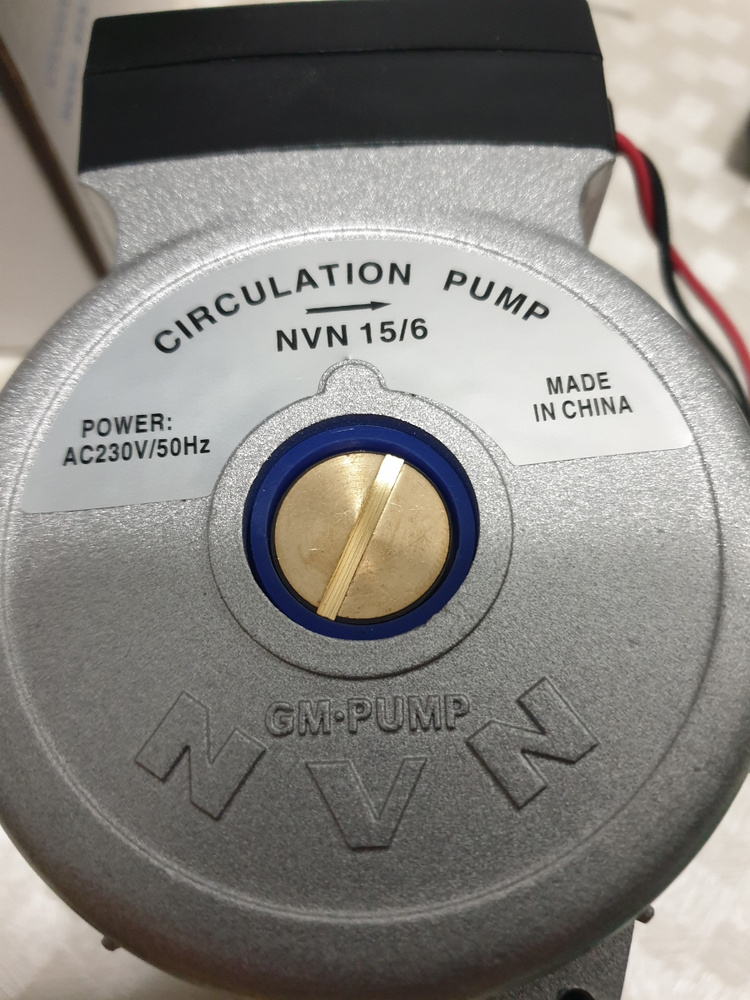 CIRCULATION PUMP
NVN 15/6
POWER:
AC230V/50Hz
MADE
IN CHINA
GM·PUMP
NVN